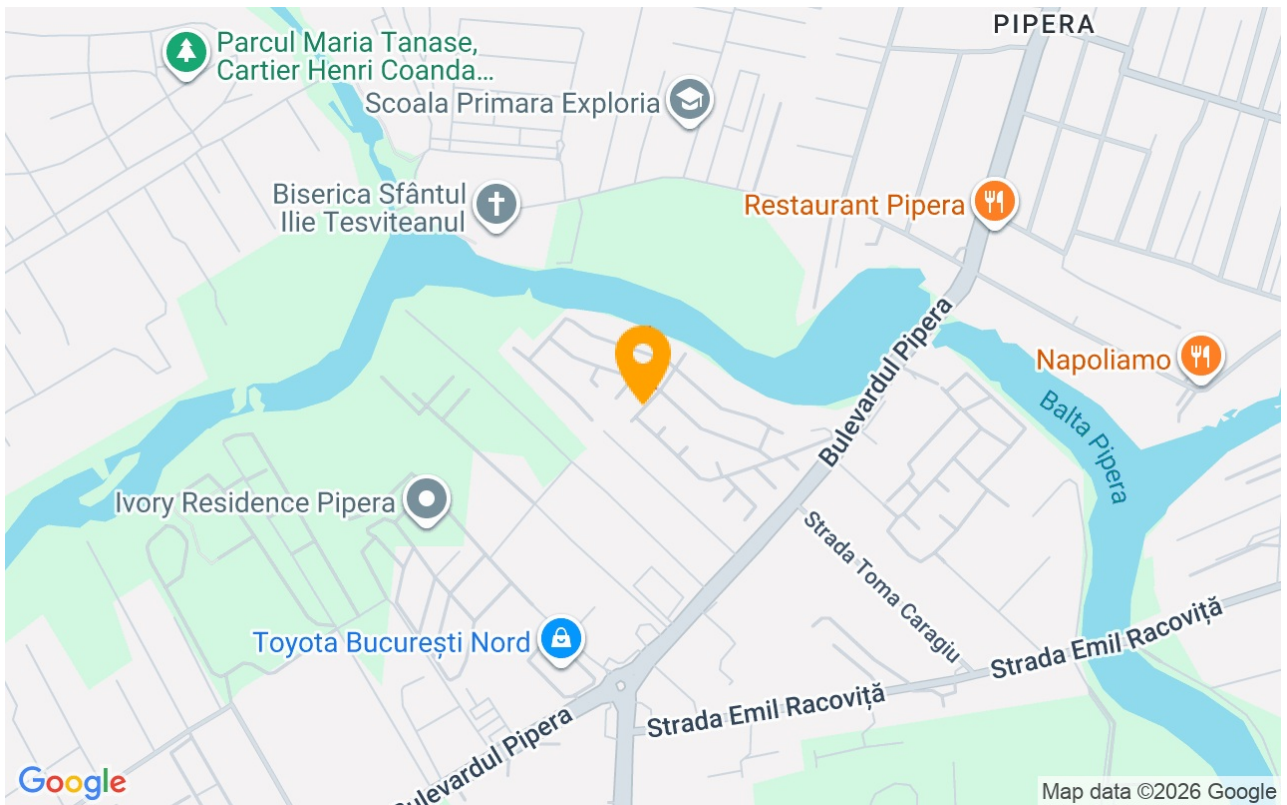 PIPERA
Parcul Maria Tanase,
Cartier Henri Coanda...
Scoala Primara Exploria
Biserica Sfântul
Ilie Tesviteanul
Restaurant Pipera
Bulevardul Pipera
Napoliamo
Balta Pipera
Ivory Residence Pipera
Strada Toma Caragiu
Toyota București Nord
Strada Emil Racoviță
Strada Emil Racoviță
Bulevardul Pipera
Google
Map data ©2026 Google